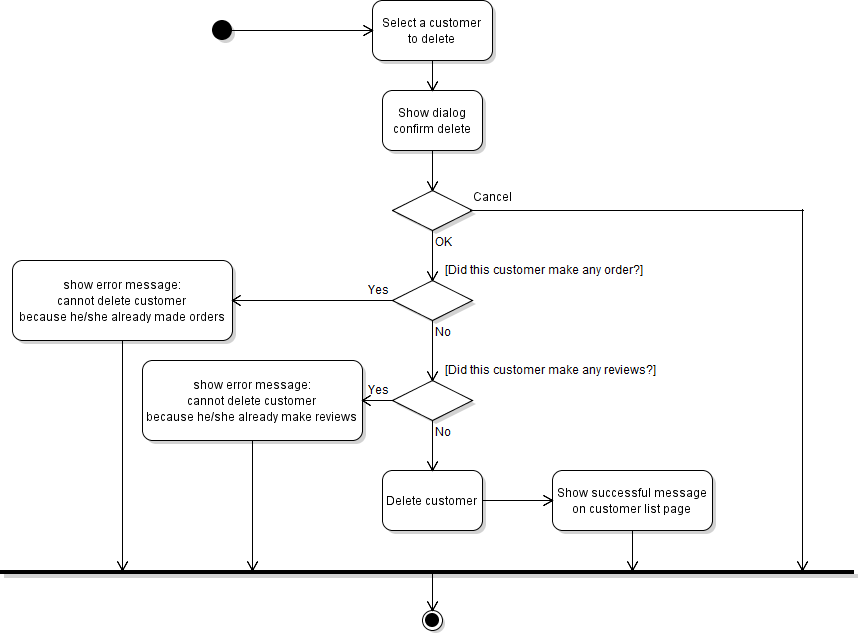 Select a customer
to delete
Show dialog
confirm delete
Cancel
OK
[Did this customer make any order?]
Yes
show error message:
cannot delete customer
because he/she already made orders
No
[Did this customer make any reviews?]
Yes
show error message:
cannot delete customer
because he/she already make reviews
No
Delete customer
Show successful message
on customer list page